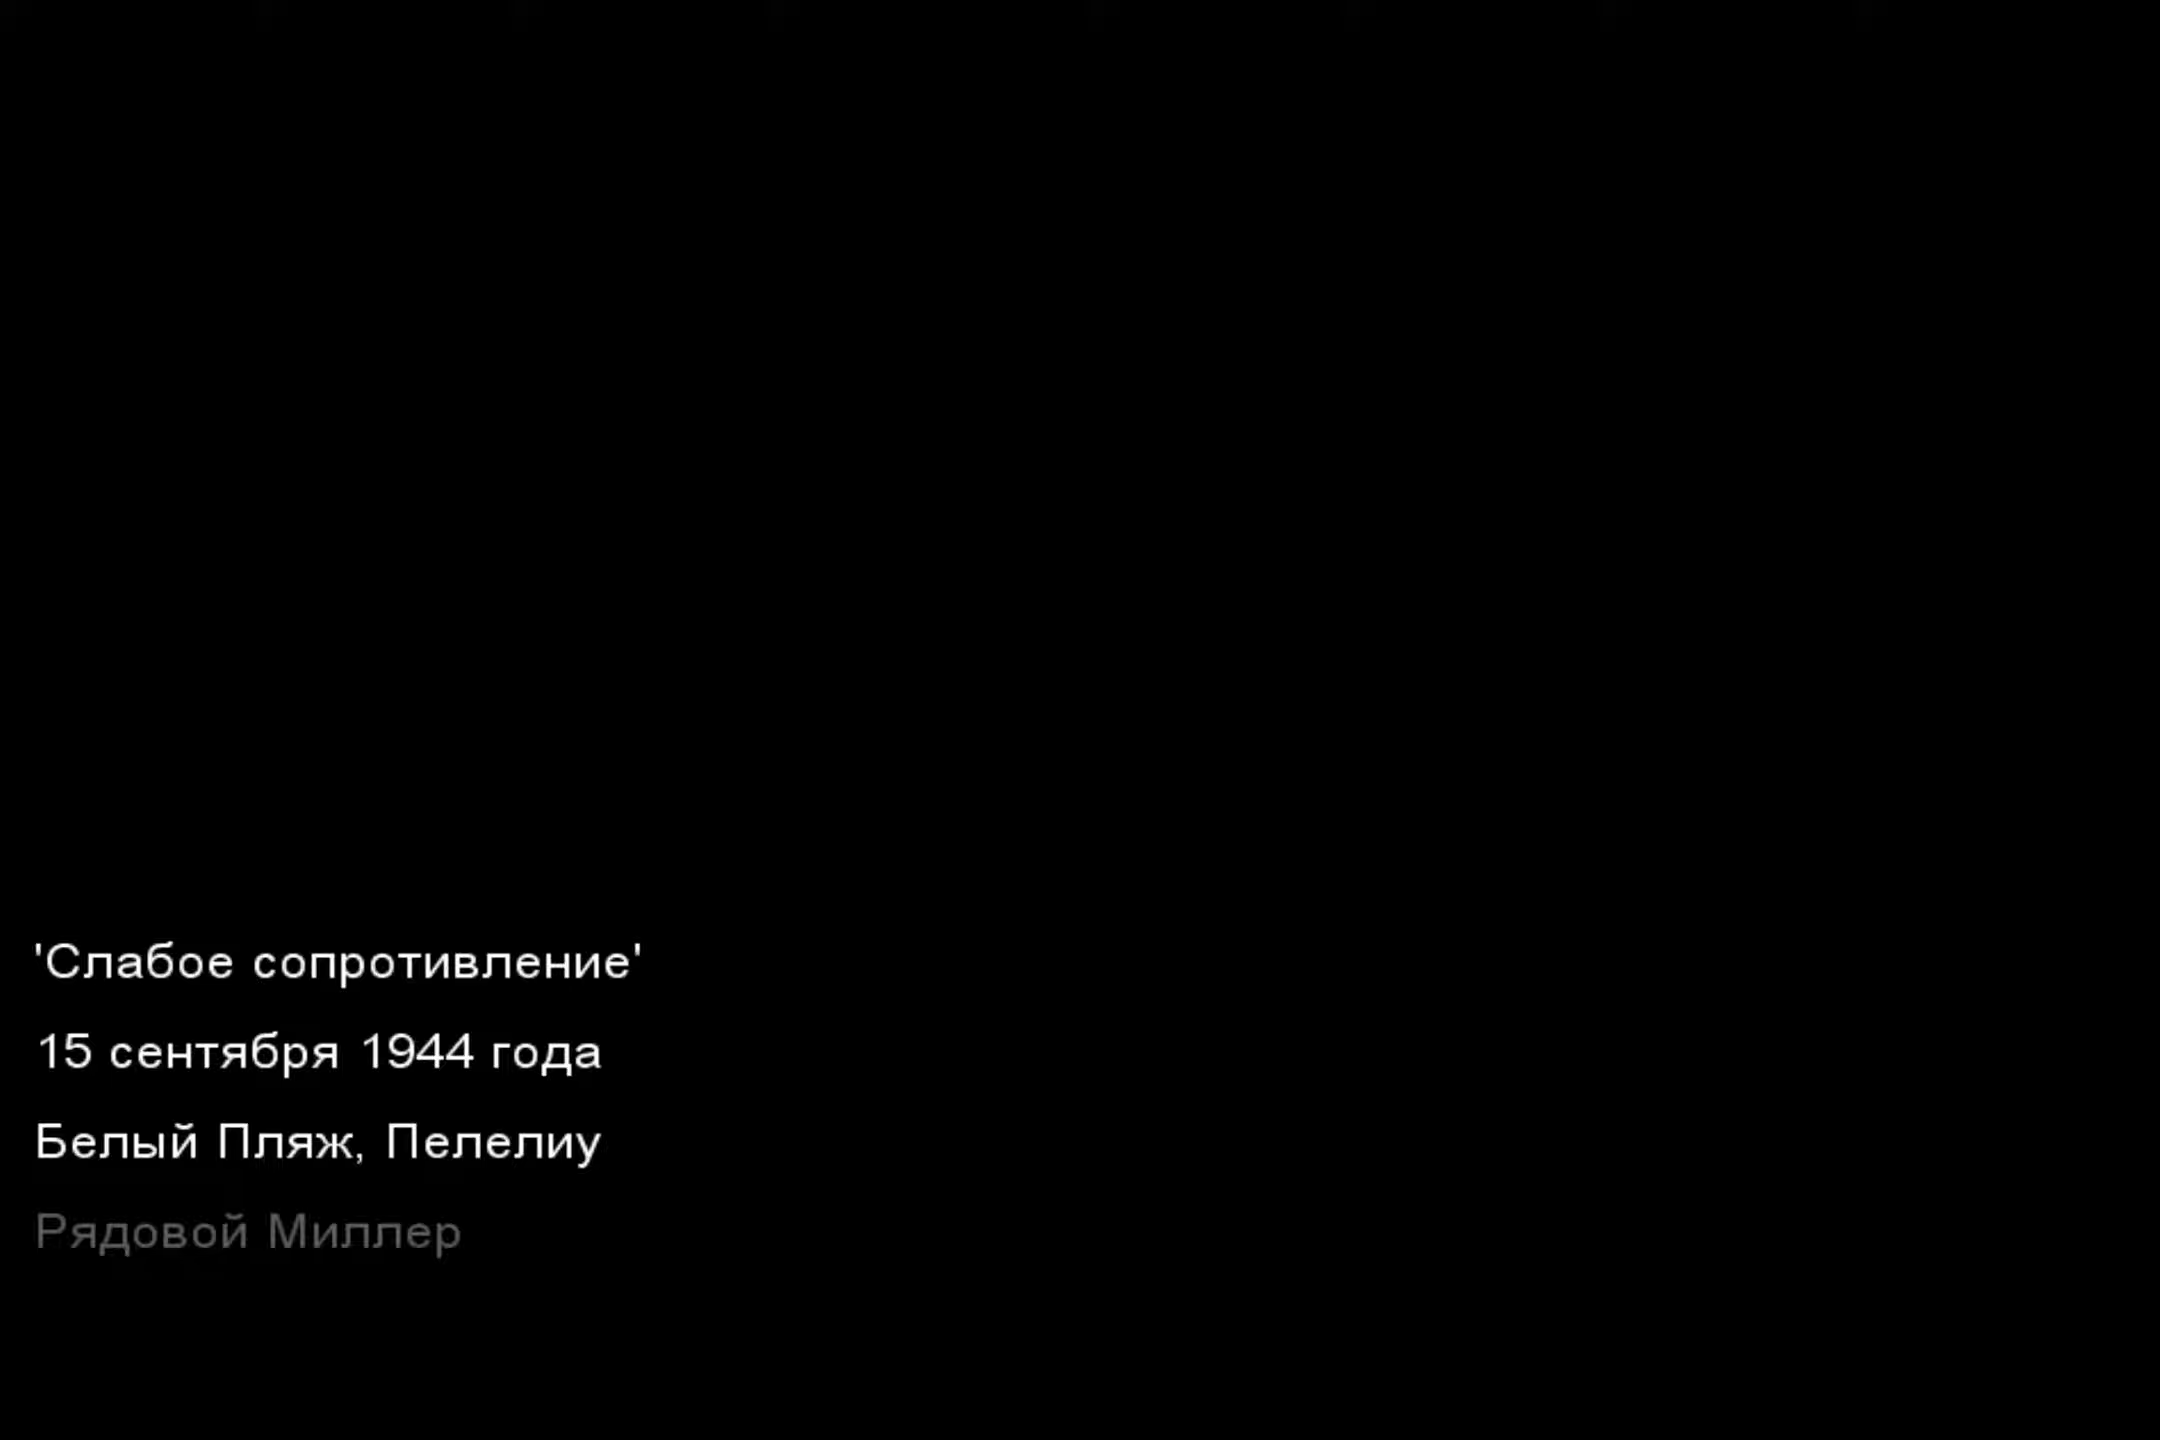 'Слабое сопротивление'
15 сентября 1944 года
Белый Пляж, Пелелиу
Рядовой Миллер